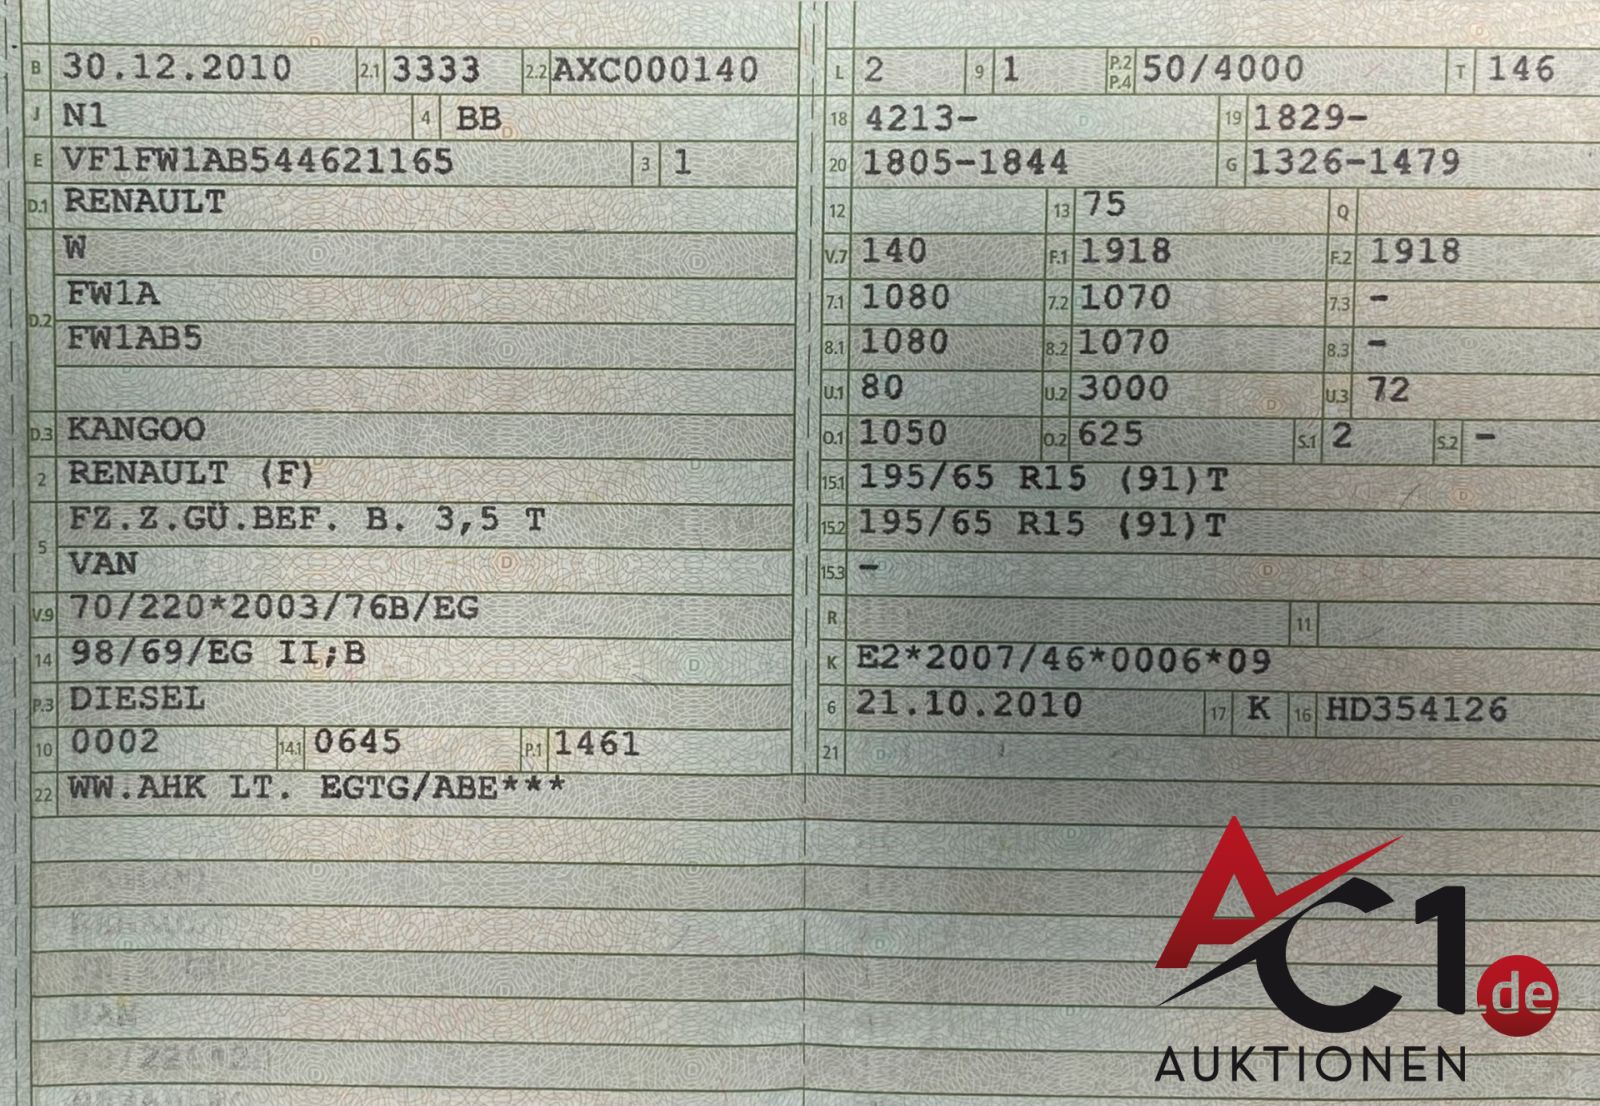 B 30.12.2010 2.1 3333 2.2 AXC000140
J N1 4 BB
E VF1FW1AB544621165 3 1
D.1 RENAULT
W
D.2 FW1A
FW1AB5
D.3 KANGOO
2 RENAULT (F)
5 FZ.Z.GÜ.BEF. B. 3,5 T
VAN
V.9 70/220*2003/76B/EG
14 98/69/EG II;B
P.3 DIESEL
10 0002 14.1 0645 P.1 1461
22 WW.AHK LT. EGTG/ABE***
L 2 9 1 P.2 P.4 50/4000 T 146
18 4213- 19 1829-
20 1805-1844 G 1326-1479
12 13 75 Q
V.7 140 F.1 1918 F.2 1918
7.1 1080 7.2 1070 7.3 -
8.1 1080 8.2 1070 8.3 -
U.1 80 U.2 3000 U.3 72
O.1 1050 O.2 625 S.1 2 S.2 -
15.1 195/65 R15 (91)T
15.2 195/65 R15 (91)T
15.3 -
R 11
K E2*2007/46*0006*09
6 21.10.2010 17 K 16 HD354126
21
AC1.de
AUKTIONEN